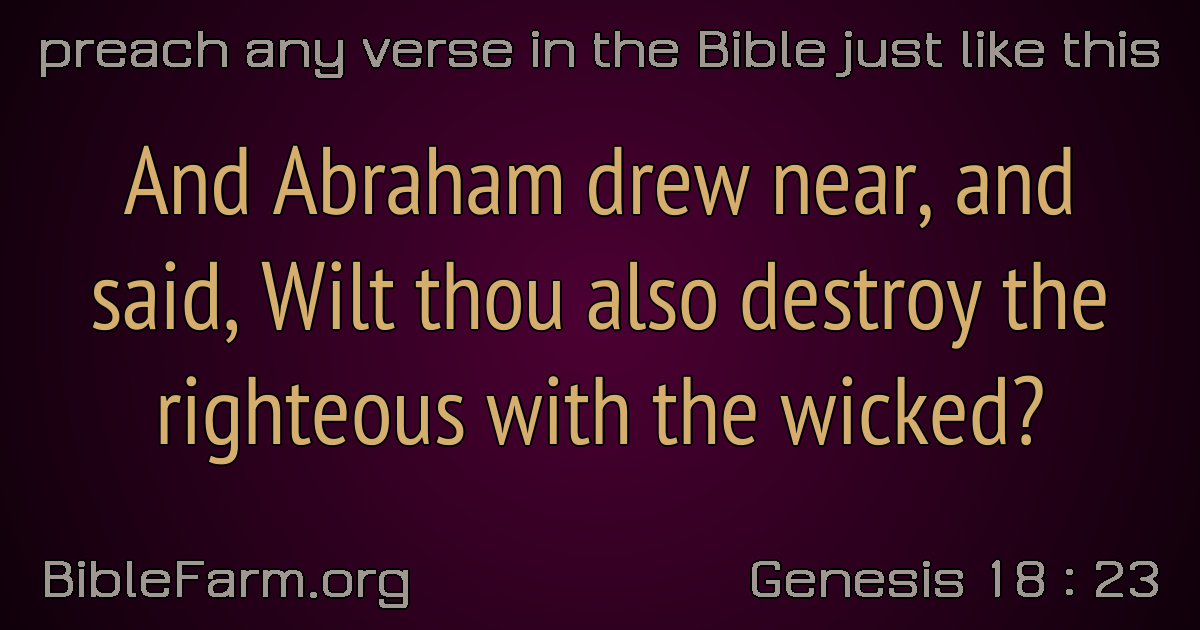 preach any verse in the Bible just like this
And Abraham drew near, and
said, Wilt thou also destroy the
righteous with the wicked?
BibleFarm.org
Genesis 18 : 23